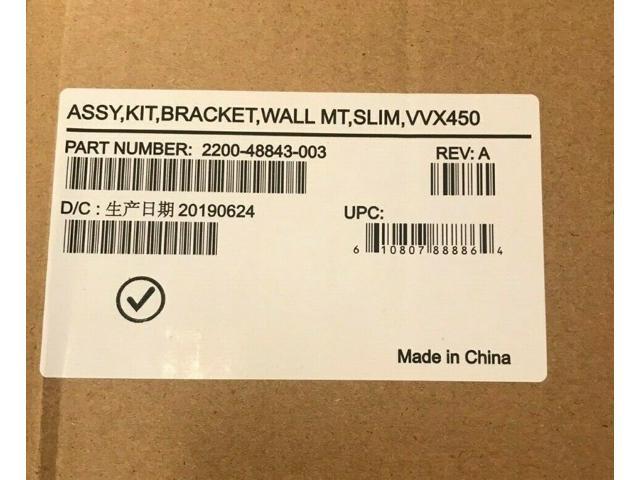 ASSY,KIT,BRACKET,WALL MT,SLIM,VVX450
PART NUMBER: 2200-48843-003 REV: A
D/C : 生产日期 20190624 UPC:
6 10807 88886 4
Made in China